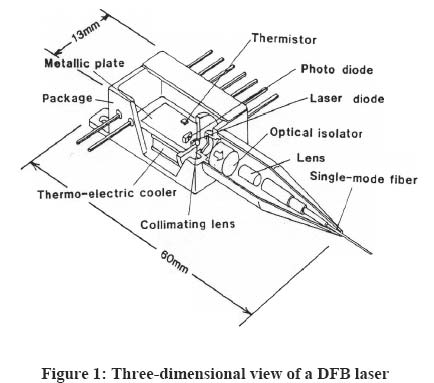 13mm
Thermistor
Metallic plate
Photo diode
Package
Laser diode
Optical isolator
Lens
Single-mode fiber
Thermo-electric cooler
Collimating lens
60mm
Figure 1: Three-dimensional view of a DFB laser